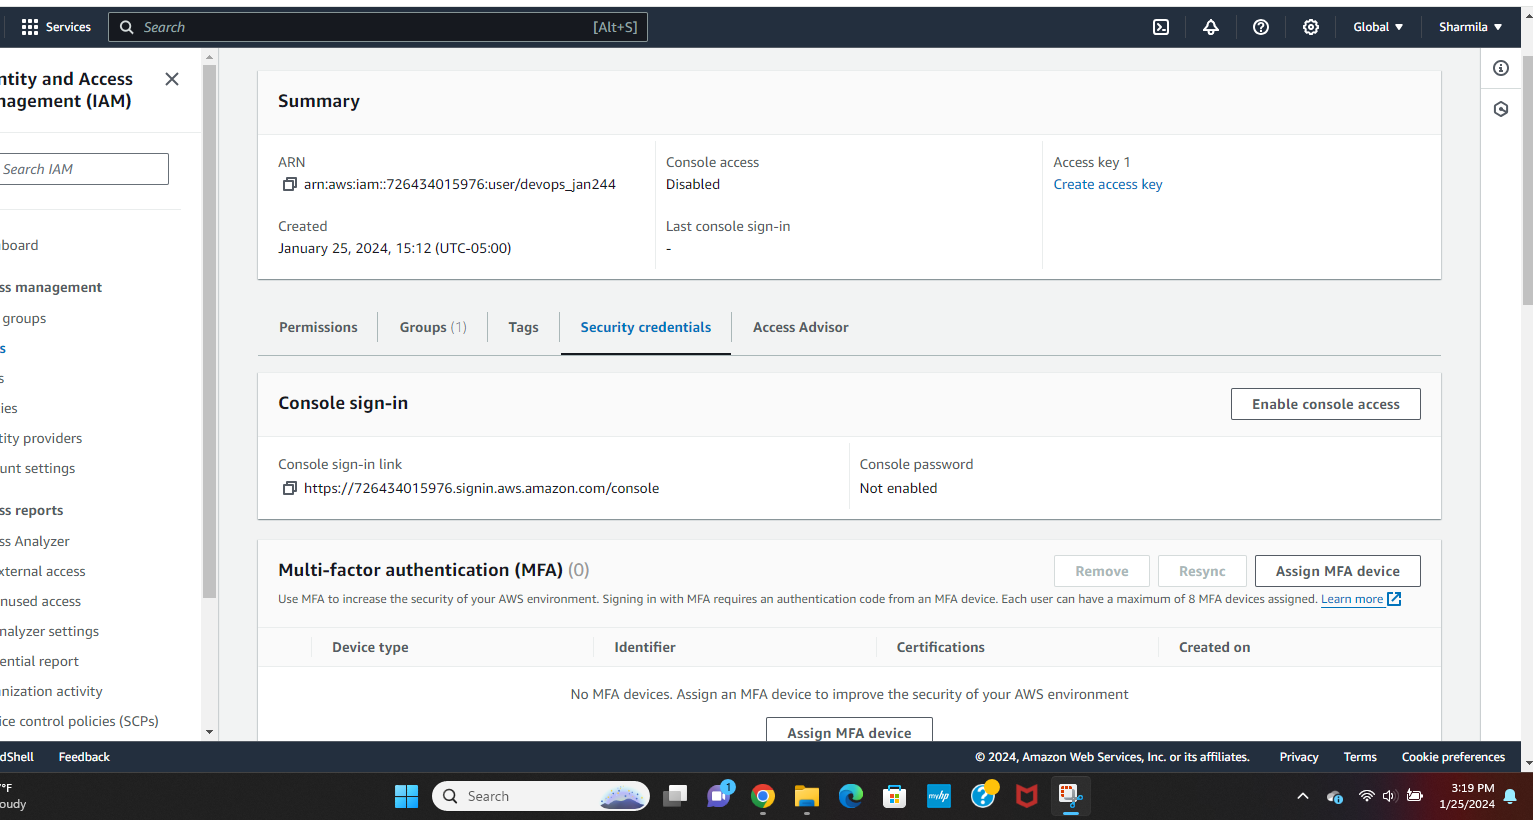 Services
Search [Alt+S]
Global
Sharmila
ntity and Access
nagement (IAM)
Search IAM
board
ss management
groups
s
s
ies
tity providers
unt settings
ss reports
ss Analyzer
xternal access
nused access
nalyzer settings
ential report
nization activity
ice control policies (SCPs)
Summary
ARN
arn:aws:iam::726434015976:user/devops_jan244
Created
January 25, 2024, 15:12 (UTC-05:00)
Console access
Disabled
Last console sign-in
-
Access key 1
Create access key
Permissions
Groups (1)
Tags
Security credentials
Access Advisor
Console sign-in
Enable console access
Console sign-in link
https://726434015976.signin.aws.amazon.com/console
Console password
Not enabled
Multi-factor authentication (MFA) (0)
Remove
Resync
Assign MFA device
Use MFA to increase the security of your AWS environment. Signing in with MFA requires an authentication code from an MFA device. Each user can have a maximum of 8 MFA devices assigned. Learn more
Device type
Identifier
Certifications
Created on
No MFA devices. Assign an MFA device to improve the security of your AWS environment
Assign MFA device
dShell
Feedback
© 2024, Amazon Web Services, Inc. or its affiliates.
Privacy
Terms
Cookie preferences
°F
oudy
Search
1
myhp
3:19 PM
1/25/2024